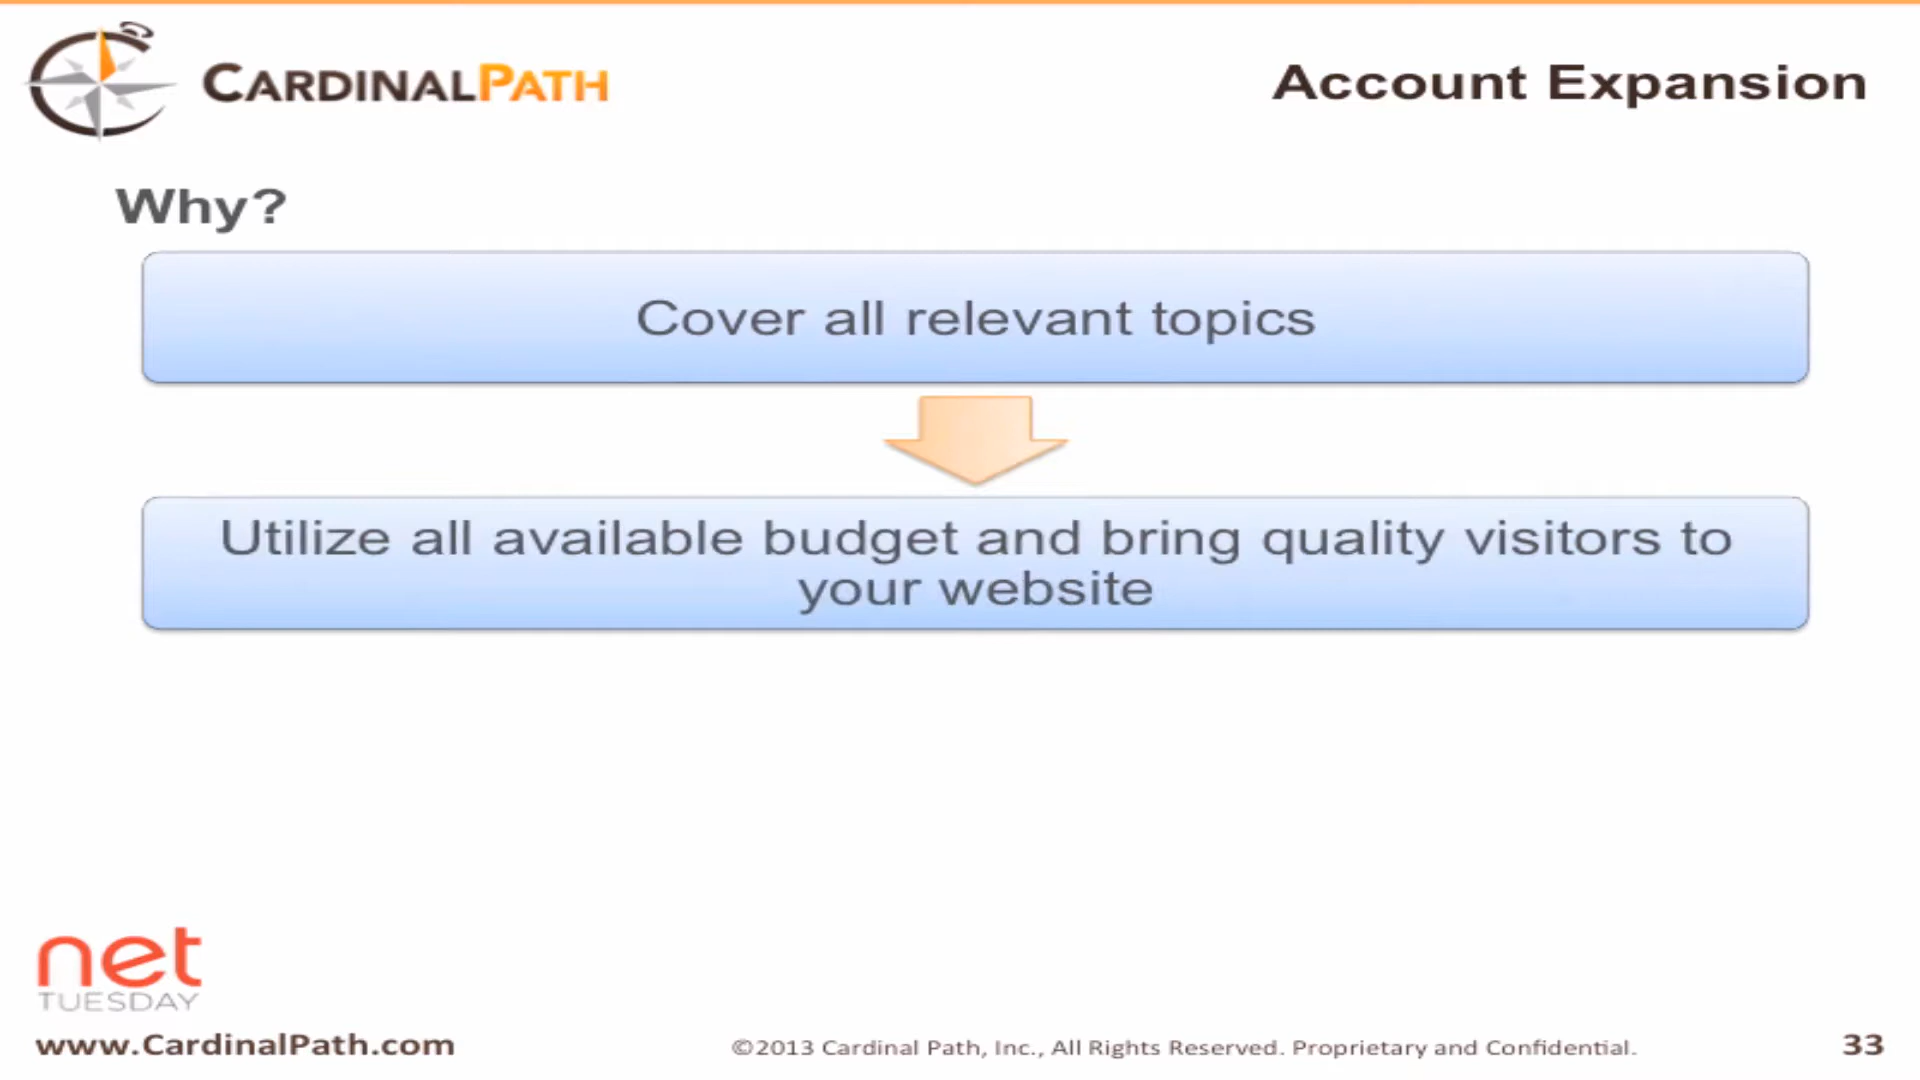 CARDINALPATH
Account Expansion
Why?
Cover all relevant topics
Utilize all available budget and bring quality visitors to
your website
net
TUESDAY
www.CardinalPath.com
©2013 Cardinal Path, Inc., All Rights Reserved. Proprietary and Confidential.
33